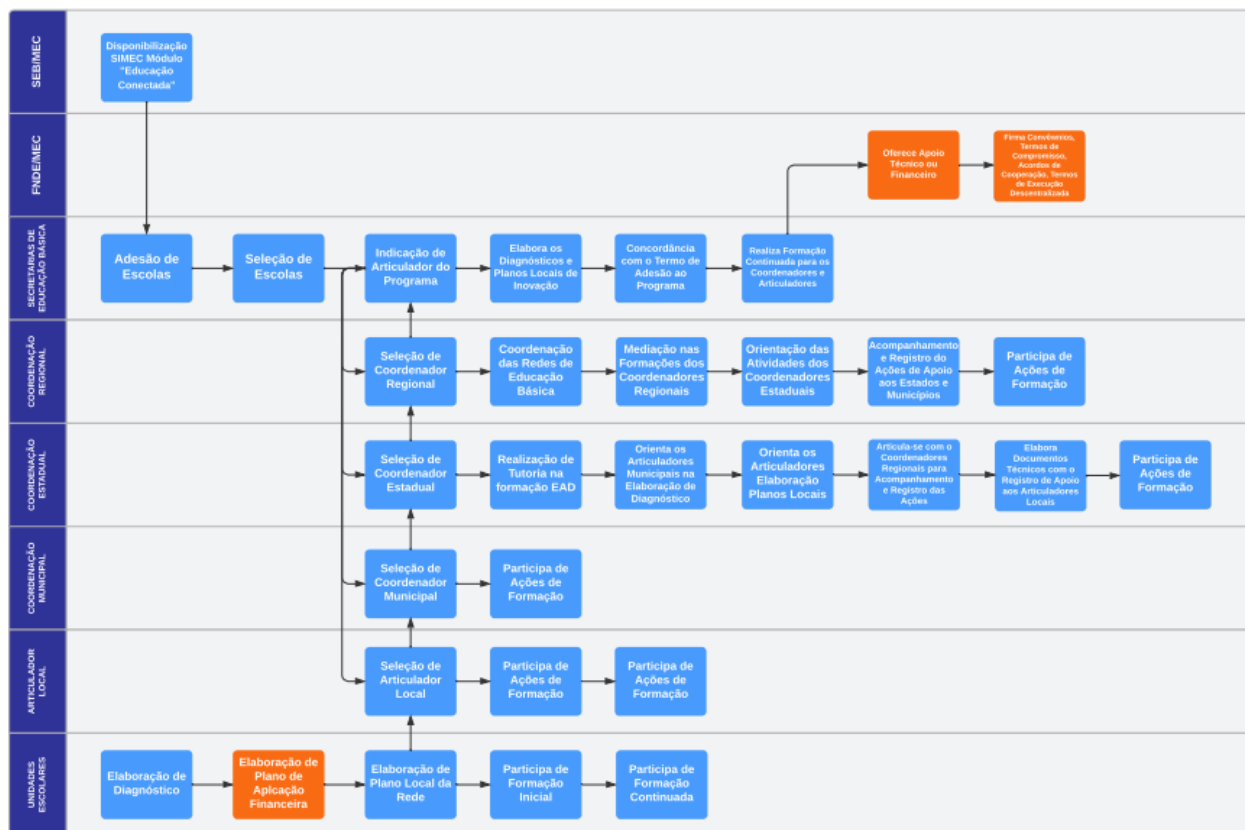 SEB/MEC
Disponibilização
SIMEC Módulo
"Educação
Conectada"
FNDE/MEC
Oferece Apoio
Técnico ou
Financeiro
Firma Convêmnios,
Termos de
Compromisso,
Acordos de
Cooperação, Termos
de Execução
Descentralizada
SECRETARIAS DE
EDUCAÇÃO BÁSICA
Adesão de
Escolas
Seleção de
Escolas
Indicação de
Articulador do
Programa
Elabora os
Diagnósticos e
Planos Locais de
Inovação
Concordância
com o Termo de
Adesão ao
Programa
Realiza Formação
Continuada para os
Coordenadores e
Articuladores
COORDENAÇÃO
REGIONAL
Seleção de
Coordenador
Regional
Coordenação
das Redes de
Educação
Básica
Mediação nas
Formações dos
Coordenadores
Regionais
Orientação das
Atividades dos
Coordenadores
Estaduais
Acompanhamento
e Registro do
Ações de Apoio
aos Estados e
Municípios
Participa de
Ações de
Formação
COORDENAÇÃO
ESTADUAL
Seleção de
Coordenador
Estadual
Realização de
Tutoria na
formação EAD
Orienta os
Articuladores
Municipais na
Elaboração de
Diagnóstico
Orienta os
Articuladores
Elaboração
Planos Locais
Articula-se com o
Coordenadores
Regionais para
Acompanhamento
e Registro das
Ações
Elabora
Documentos
Técnicos com o
Registro de Apoio
aos Articuladores
Locais
Participa de
Ações de
Formação
COORDENAÇÃO
MUNICIPAL
Seleção de
Coordenador
Municipal
Participa de
Ações de
Formação
ARTICULADOR
LOCAL
Seleção de
Articulador
Local
Participa de
Ações de
Formação
Participa de
Ações de
Formação
UNIDADES
ESCOLARES
Elaboração de
Diagnóstico
Elaboração de
Plano de
Aplcação
Financeira
Elaboração de
Plano Local da
Rede
Participa de
Formação
Inicial
Participa de
Formação
Continuada